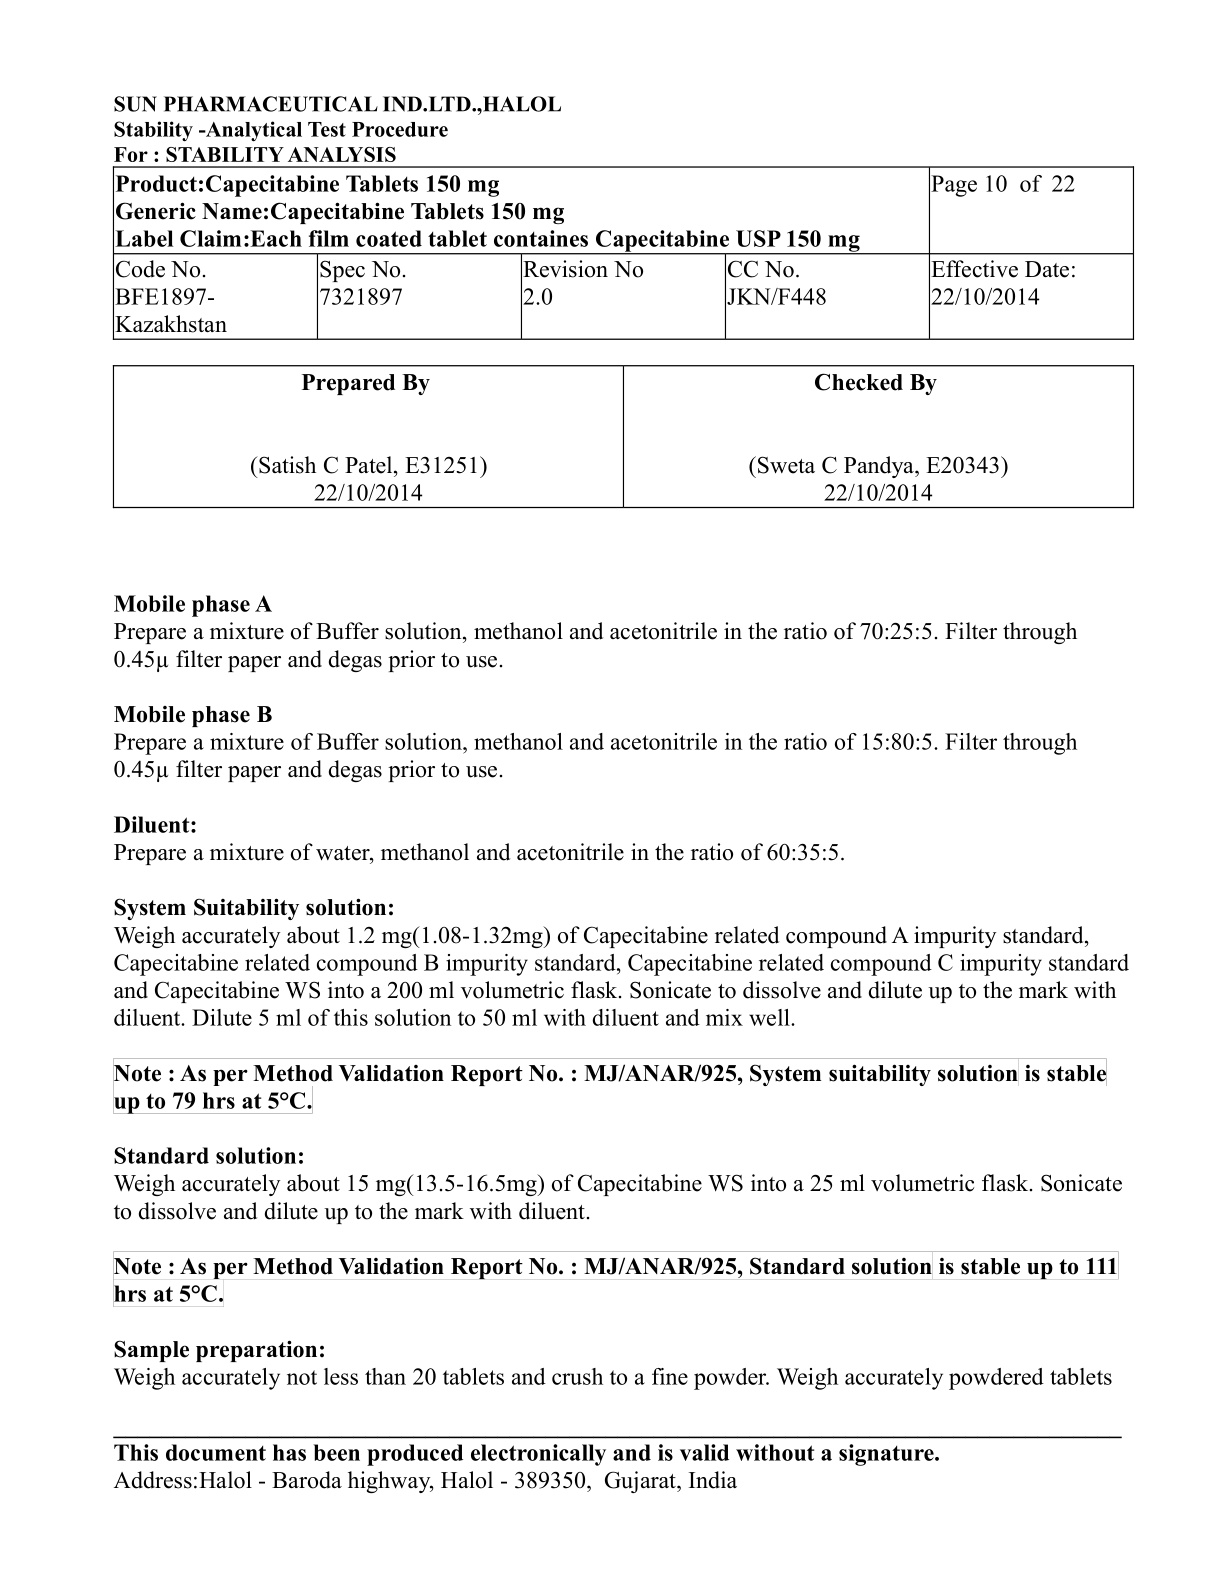 SUN PHARMACEUTICAL IND.LTD.,HALOL
Stability -Analytical Test Procedure
For : STABILITY ANALYSIS
Product:Capecitabine Tablets 150 mg
Generic Name:Capecitabine Tablets 150 mg
Label Claim:Each film coated tablet containes Capecitabine USP 150 mg
Page 10 of 22
Code No.
BFE1897-
Kazakhstan
Spec No.
7321897
Revision No
2.0
CC No.
JKN/F448
Effective Date:
22/10/2014
Prepared By
(Satish C Patel, E31251)
22/10/2014
Checked By
(Sweta C Pandya, E20343)
22/10/2014
Mobile phase A
Prepare a mixture of Buffer solution, methanol and acetonitrile in the ratio of 70:25:5. Filter through
0.45µ filter paper and degas prior to use.
Mobile phase B
Prepare a mixture of Buffer solution, methanol and acetonitrile in the ratio of 15:80:5. Filter through
0.45µ filter paper and degas prior to use.
Diluent:
Prepare a mixture of water, methanol and acetonitrile in the ratio of 60:35:5.
System Suitability solution:
Weigh accurately about 1.2 mg(1.08-1.32mg) of Capecitabine related compound A impurity standard,
Capecitabine related compound B impurity standard, Capecitabine related compound C impurity standard
and Capecitabine WS into a 200 ml volumetric flask. Sonicate to dissolve and dilute up to the mark with
diluent. Dilute 5 ml of this solution to 50 ml with diluent and mix well.
Note : As per Method Validation Report No. : MJ/ANAR/925, System suitability solution is stable
up to 79 hrs at 5°C.
Standard solution:
Weigh accurately about 15 mg(13.5-16.5mg) of Capecitabine WS into a 25 ml volumetric flask. Sonicate
to dissolve and dilute up to the mark with diluent.
Note : As per Method Validation Report No. : MJ/ANAR/925, Standard solution is stable up to 111
hrs at 5°C.
Sample preparation:
Weigh accurately not less than 20 tablets and crush to a fine powder. Weigh accurately powdered tablets
This document has been produced electronically and is valid without a signature.
Address:Halol - Baroda highway, Halol - 389350, Gujarat, India